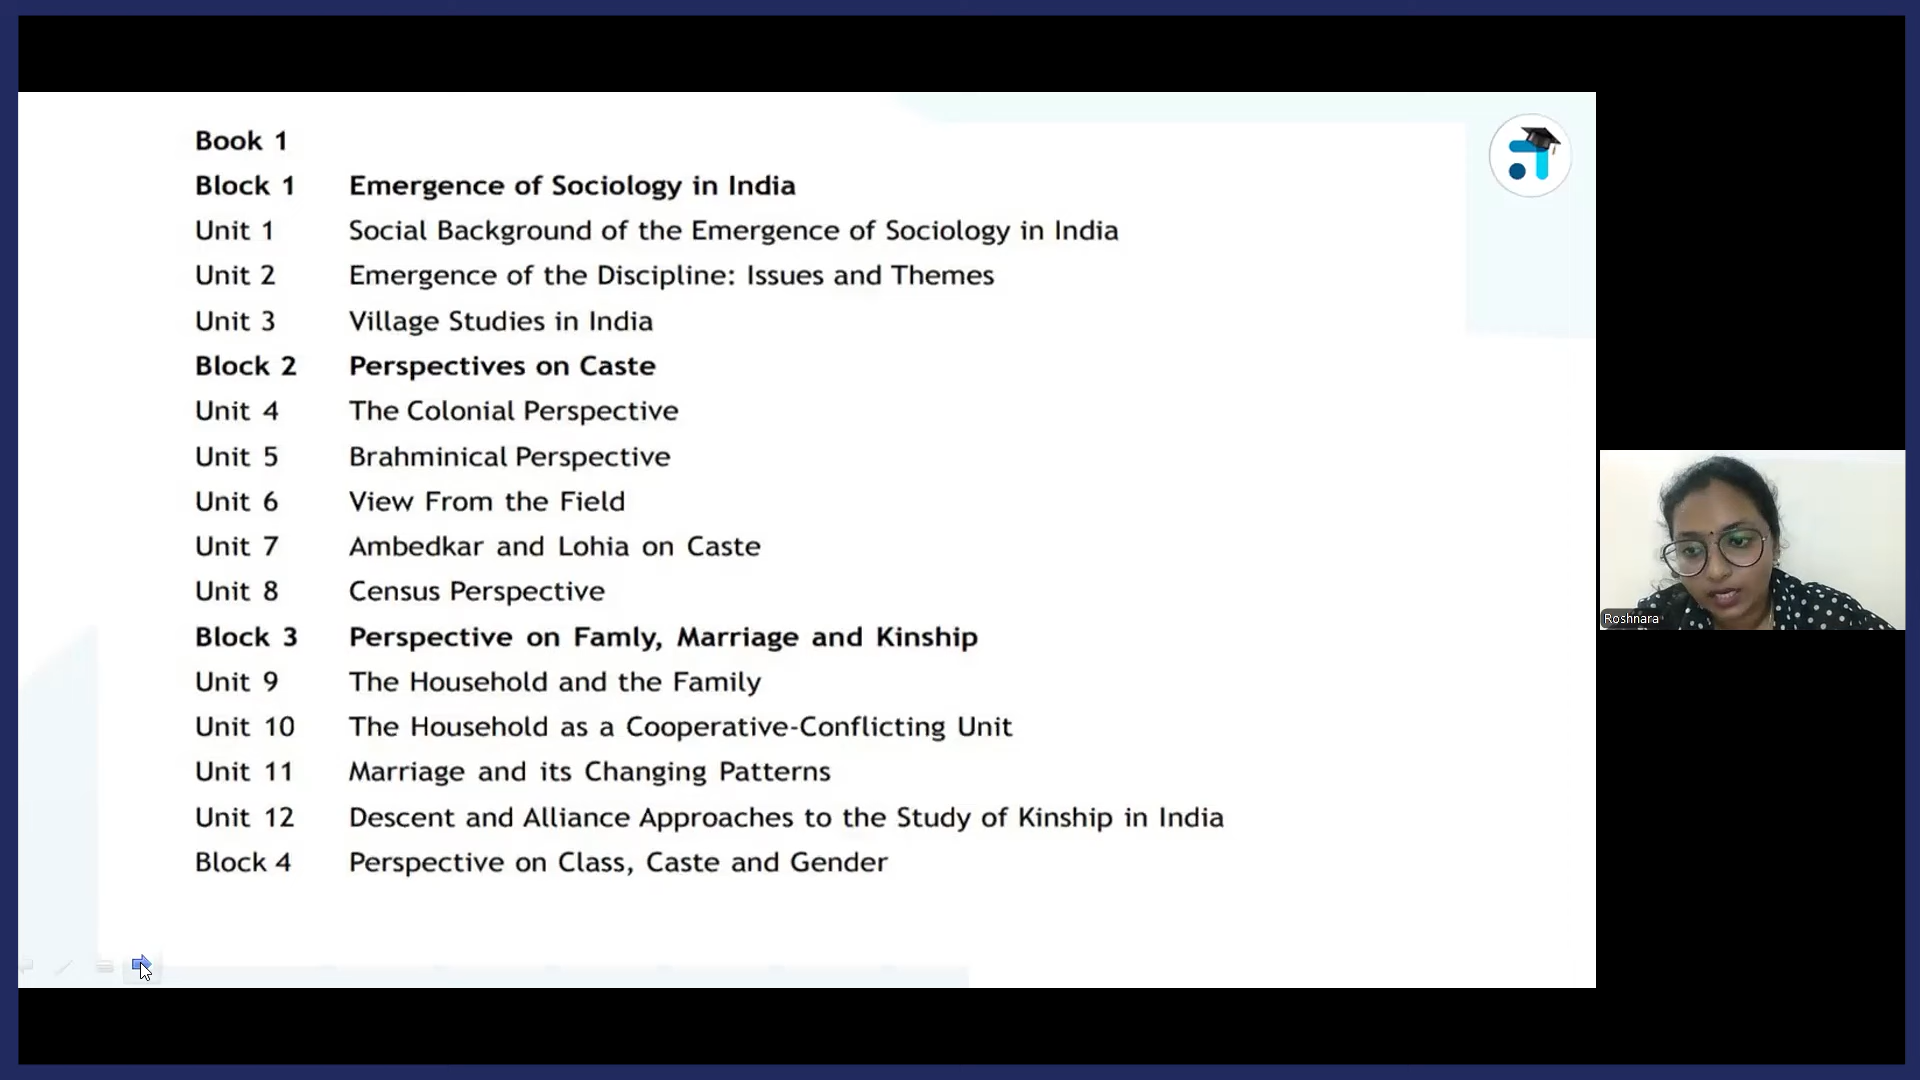 Book 1
Block 1 Emergence of Sociology in India
Unit 1 Social Background of the Emergence of Sociology in India
Unit 2 Emergence of the Discipline: Issues and Themes
Unit 3 Village Studies in India
Block 2 Perspectives on Caste
Unit 4 The Colonial Perspective
Unit 5 Brahminical Perspective
Unit 6 View From the Field
Unit 7 Ambedkar and Lohia on Caste
Unit 8 Census Perspective
Block 3 Perspective on Famly, Marriage and Kinship
Unit 9 The Household and the Family
Unit 10 The Household as a Cooperative-Conflicting Unit
Unit 11 Marriage and its Changing Patterns
Unit 12 Descent and Alliance Approaches to the Study of Kinship in India
Block 4 Perspective on Class, Caste and Gender
Roshnara